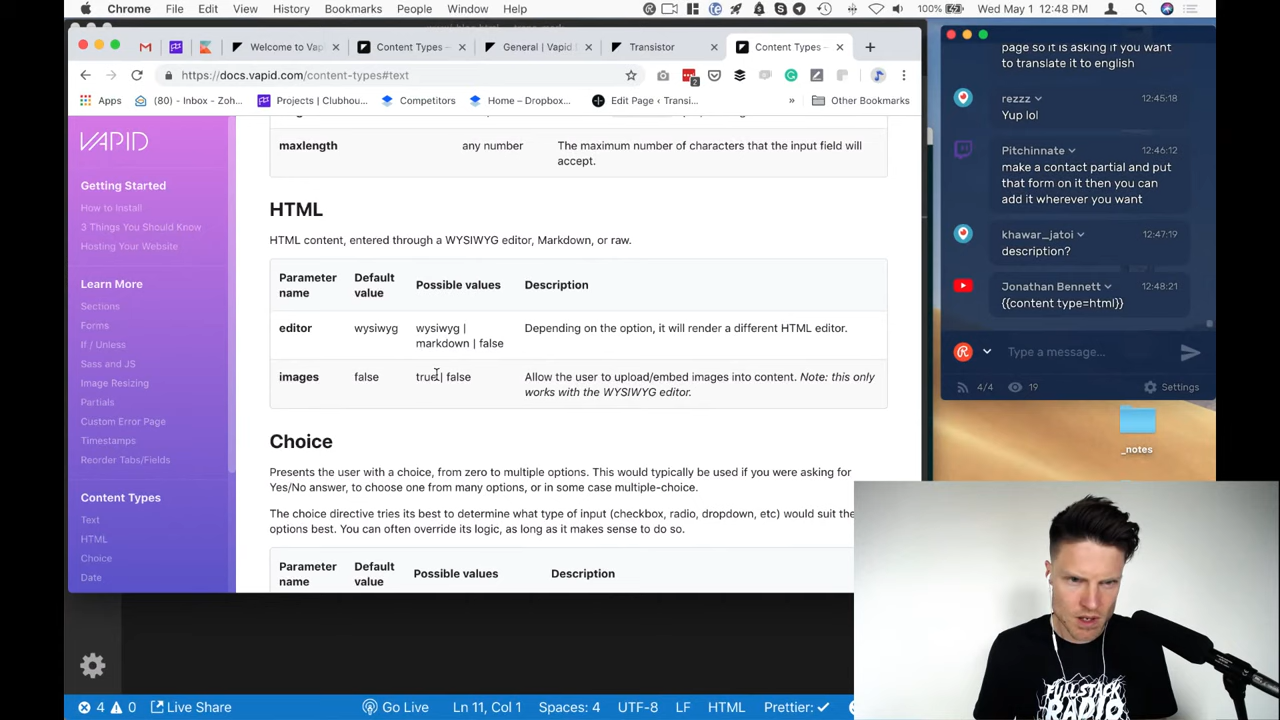 Chrome File Edit View History Bookmarks People Window Help 100% Wed May 1 12:48 PM
Welcome to Vap
Content Types –
General | Vapid
Transistor
Content Types –
https://docs.vapid.com/content-types#text
2
Apps (80) - Inbox - Zoh Projects | Clubhou Competitors Home – Dropbox Edit Page ‹ Transi » Other Bookmarks
VAPID
Getting Started
How to Install
3 Things You Should Know
Hosting Your Website
Learn More
Sections
Forms
If / Unless
Sass and JS
Image Resizing
Partials
Custom Error Page
Timestamps
Reorder Tabs/Fields
Content Types
Text
HTML
Choice
Date
maxlength any number The maximum number of characters that the input field will
accept.
HTML
HTML content, entered through a WYSIWYG editor, Markdown, or raw.
Parameter name Default value Possible values Description
editor wysiwyg wysiwyg | markdown | false Depending on the option, it will render a different HTML editor.
images false true | false Allow the user to upload/embed images into content. Note: this only
works with the WYSIWYG editor.
Choice
Presents the user with a choice, from zero to multiple options. This would typically be used if you were asking for
Yes/No answer, to choose one from many options, or in some case multiple-choice.
The choice directive tries its best to determine what type of input (checkbox, radio, dropdown, etc) would suit the
options best. You can often override its logic, as long as it makes sense to do so.
Parameter name Default value Possible values Description
page so it is asking if you want
to translate it to english
rezzz 12:45:18
Yup lol
Pitchinnate 12:46:12
make a contact partial and put
that form on it then you can
add it wherever you want
khawar_jatoi 12:47:19
description?
Jonathan Bennett 12:48:21
{{content type=html}}
Type a message...
4/4 19 Settings
_notes
FULL STACK
RADIO
4 0 Live Share Go Live Ln 11, Col 1 Spaces: 4 UTF-8 LF HTML Prettier: ✓